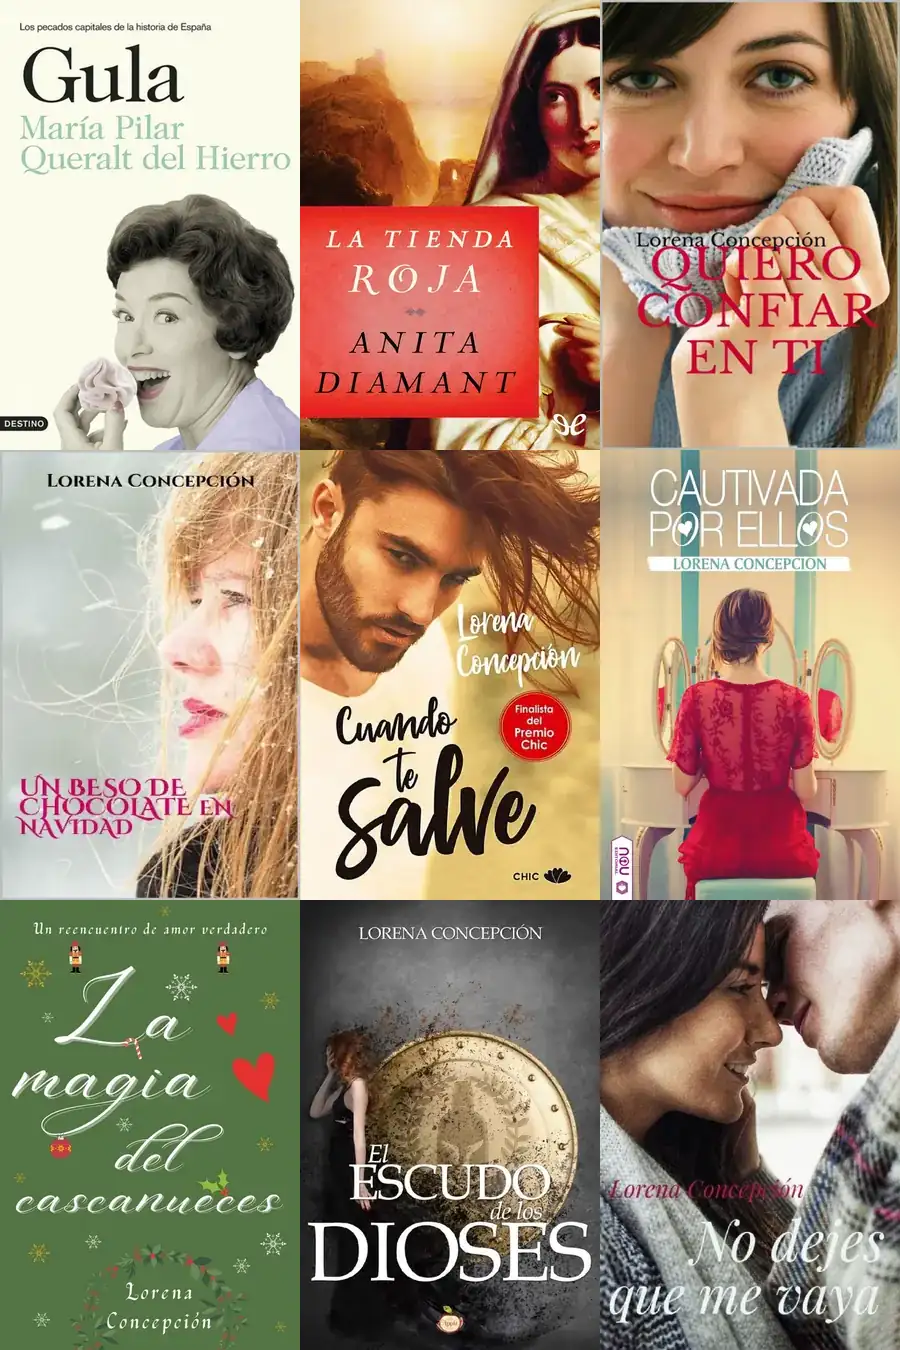 Los pecados capitales de la historia de España
Gula
María Pilar
Queralt del Hierro
DESTINO
LA TIENDA
ROJA
ANITA
DIAMANT
Lorena Concepción
QUIERO
CONFIAR
EN TI
LORENA CONCEPCIÓN
UN BESO DE
CHOCOLATE EN
NAVIDAD
Lorena
Concepción
Finalista
del
Premio
Chic
Cuando
te
salve
CHIC
CAUTIVADA
POR ELLOS
LORENA CONCEPCION
nou
EDITORIAL
Un reencuentro de amor verdadero
La
magia
del
cascanueces
Lorena
Concepción
LORENA CONCEPCIÓN
El
ESCUDO
de los
DIOSES
Lorena Concepción
No dejes
que me vaya